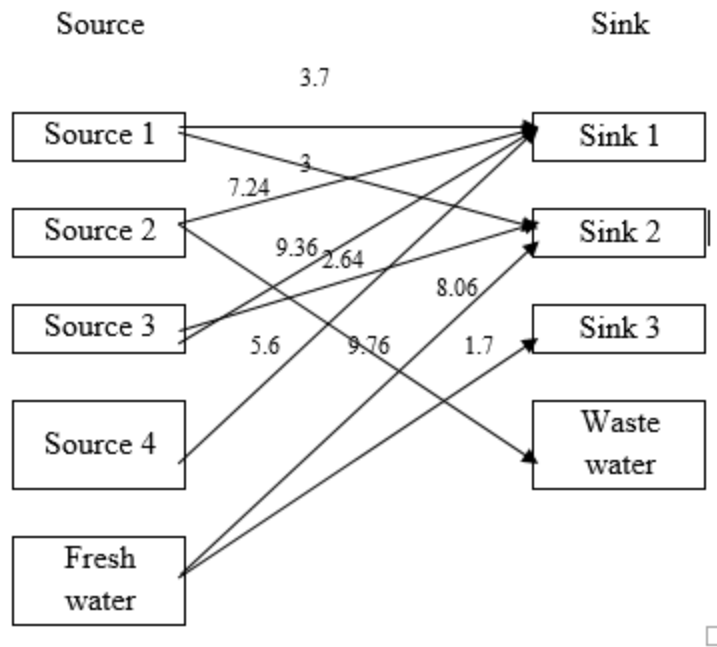 Source
Sink
3.7
Source 1
Sink 1
3
7.24
Source 2
Sink 2
9.36
2.64
8.06
Source 3
Sink 3
5.6
9.76
1.7
Source 4
Waste
water
Fresh
water